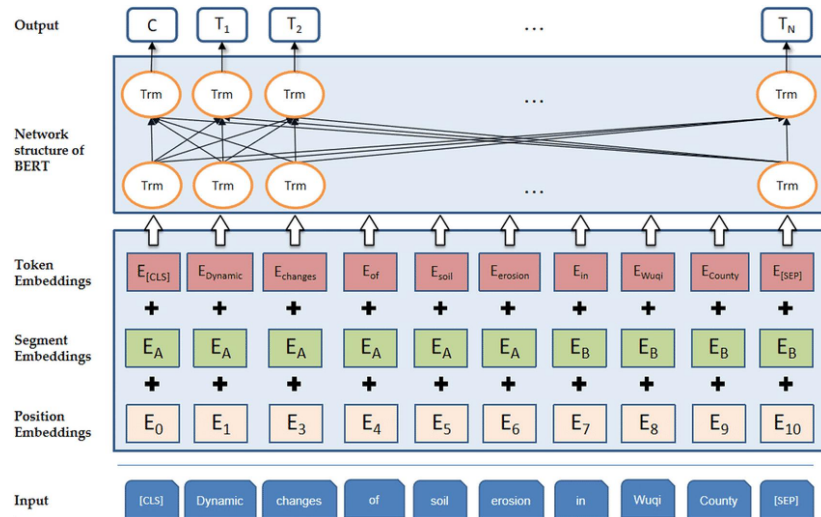 Output C T1 T2 ... TN
Trm Trm Trm ... Trm
Network
structure of
BERT
Trm Trm Trm ... Trm
Token
Embeddings
E[CLS] EDynamic Echanges Eof Esoil Eerosion Ein EWuqi ECounty E[SEP]
+ + + + + + + + + +
Segment
Embeddings
EA EA EA EA EA EA EB EB EB EB
+ + + + + + + + + +
Position
Embeddings
E0 E1 E3 E4 E5 E6 E7 E8 E9 E10
Input [CLS] Dynamic changes of soil erosion in Wuqi County [SEP]